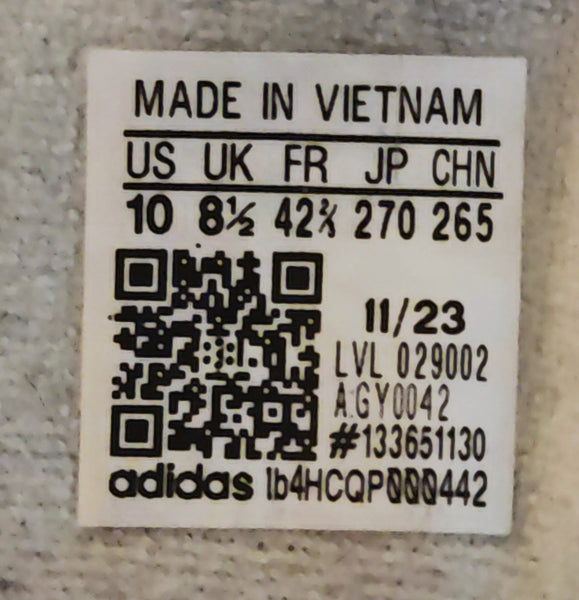 MADE IN VIETNAM
US UK FR JP CHN
10 8½ 42⅔ 270 265
11/23
LVL 029002
A:GY0042
#133651130
adidas 1b4HCQP000442